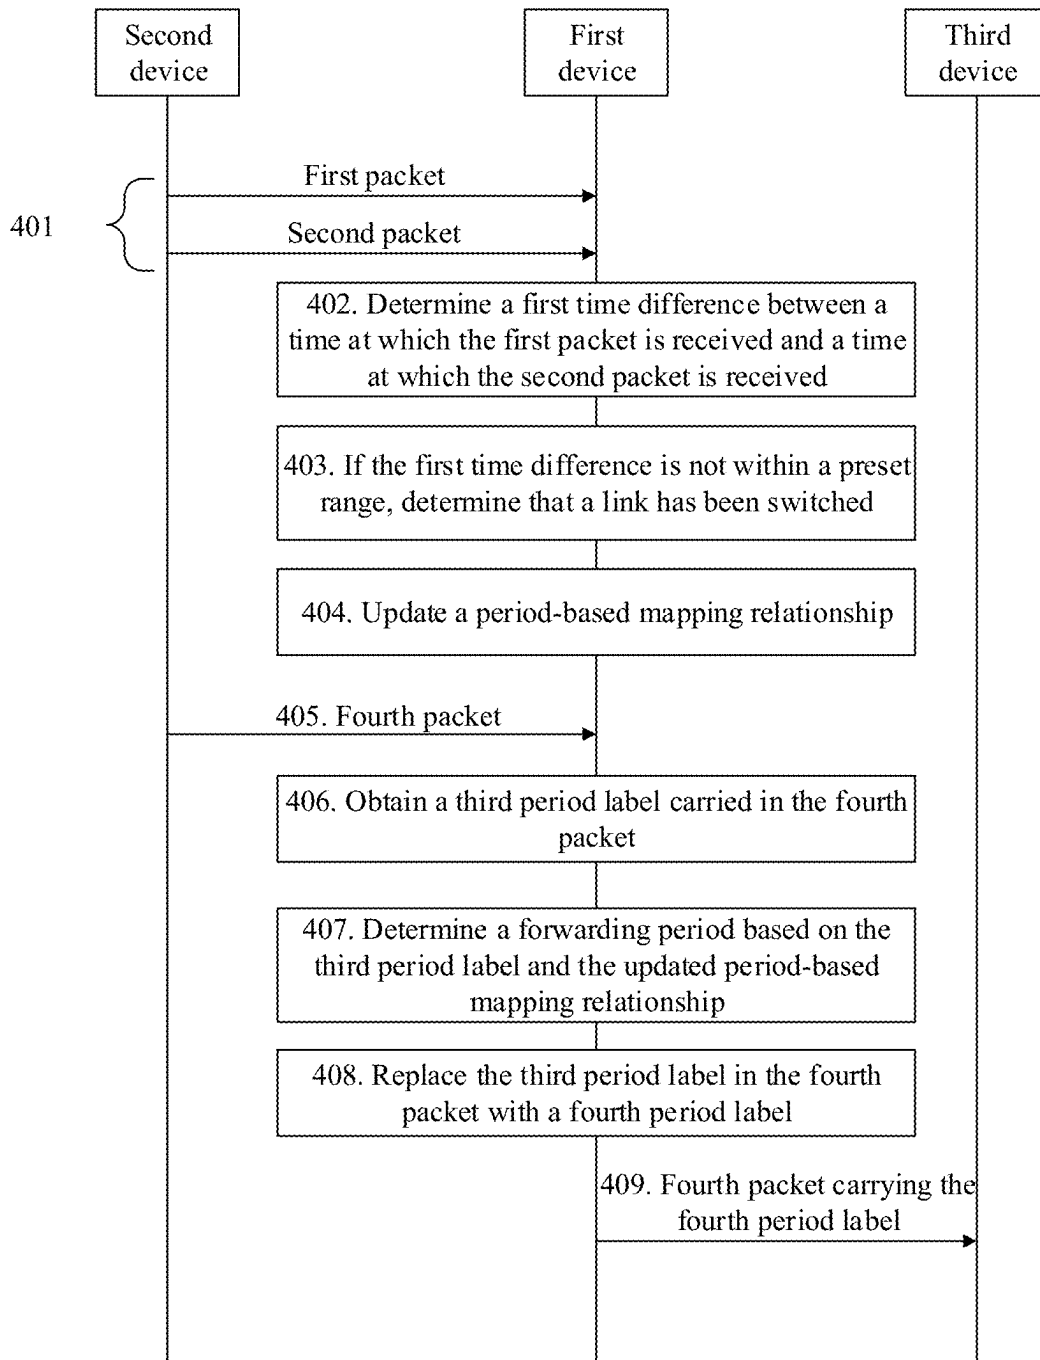 Second
device
First
device
Third
device
First packet
401
Second packet
402. Determine a first time difference between a
time at which the first packet is received and a time
at which the second packet is received
403. If the first time difference is not within a preset
range, determine that a link has been switched
404. Update a period-based mapping relationship
405. Fourth packet
406. Obtain a third period label carried in the fourth
packet
407. Determine a forwarding period based on the
third period label and the updated period-based
mapping relationship
408. Replace the third period label in the fourth
packet with a fourth period label
409. Fourth packet carrying the
fourth period label